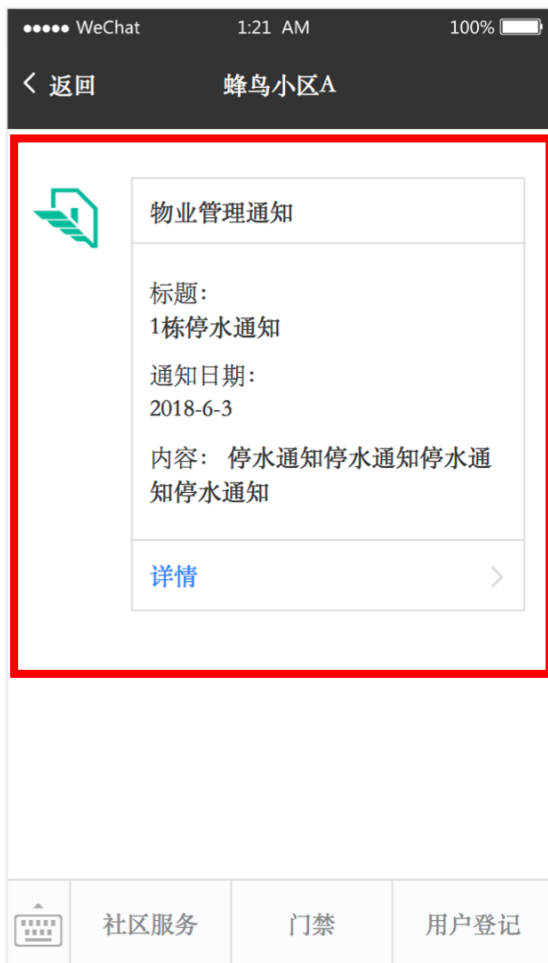 WeChat 1:21 AM 100%
返回 蜂鸟小区A
物业管理通知
标题：
1栋停水通知
通知日期：
2018-6-3
内容： 停水通知停水通知停水通
知停水通知
详情
社区服务 门禁 用户登记